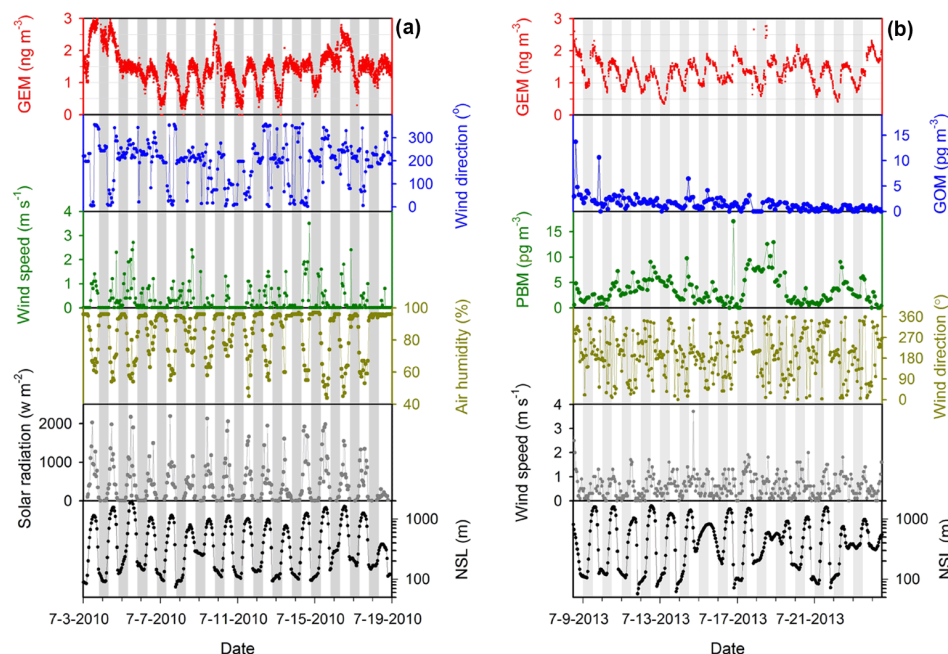 (a)
GEM (ng m-3)
3
2
1
0
Wind direction (º)
300
200
100
0
Wind speed (m s-1)
4
3
2
1
0
Air humidity (%)
100
80
60
40
Solar radiation (w m-2)
2000
1000
0
NSL (m)
1000
100
7-3-2010 7-7-2010 7-11-2010 7-15-2010 7-19-2010
Date
(b)
GEM (ng m-3)
3
2
1
0
GOM (pg m-3)
15
10
5
0
PBM (pg m-3)
15
10
5
0
Wind direction (º)
360
270
180
90
0
Wind speed (m s-1)
4
3
2
1
0
NSL (m)
1000
100
7-9-2013 7-13-2013 7-17-2013 7-21-2013
Date